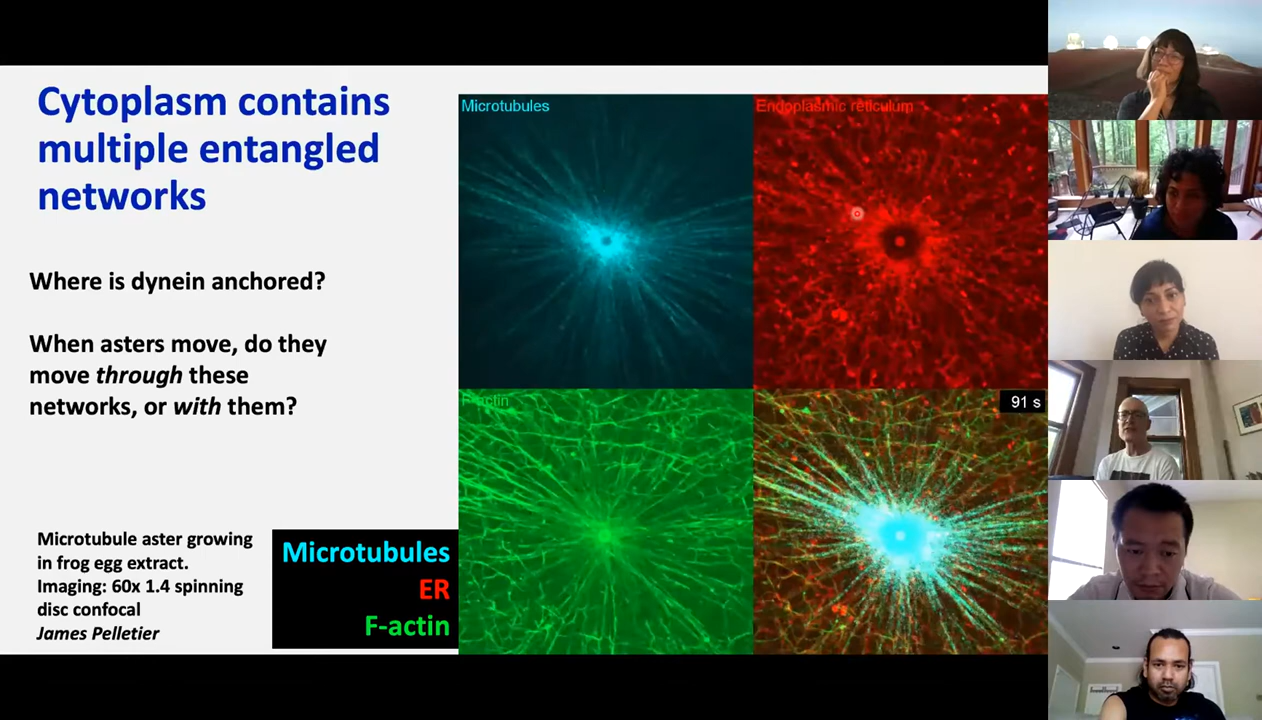 Cytoplasm contains
multiple entangled
networks
Where is dynein anchored?
When asters move, do they
move through these
networks, or with them?
Microtubule aster growing
in frog egg extract.
Imaging: 60x 1.4 spinning
disc confocal
James Pelletier
Microtubules
ER
F-actin
Microtubules
Endoplasmic reticulum
F-actin
91 s